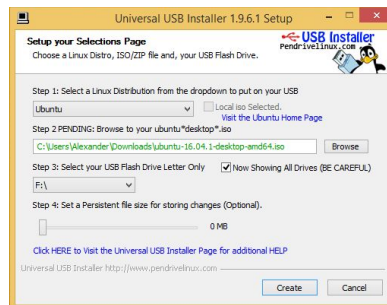 Universal USB Installer 1.9.6.1 Setup
Setup your Selections Page
Choose a Linux Distro, ISO/ZIP file and, your USB Flash Drive.
USB Installer
Pendrivelinux.com
Step 1: Select a Linux Distribution from the dropdown to put on your USB
Ubuntu
Local iso Selected.
Visit the Ubuntu Home Page
Step 2 PENDING: Browse to your ubuntu*desktop*.iso
C:\Users\Alexander\Downloads\ubuntu-16.04.1-desktop-amd64.iso
Browse
Step 3: Select your USB Flash Drive Letter Only
Now Showing All Drives (BE CAREFUL)
F:\
Step 4: Set a Persistent file size for storing changes (Optional).
0 MB
Click HERE to Visit the Universal USB Installer Page for additional HELP
Universal USB Installer http://www.pendrivelinux.com
Create
Cancel